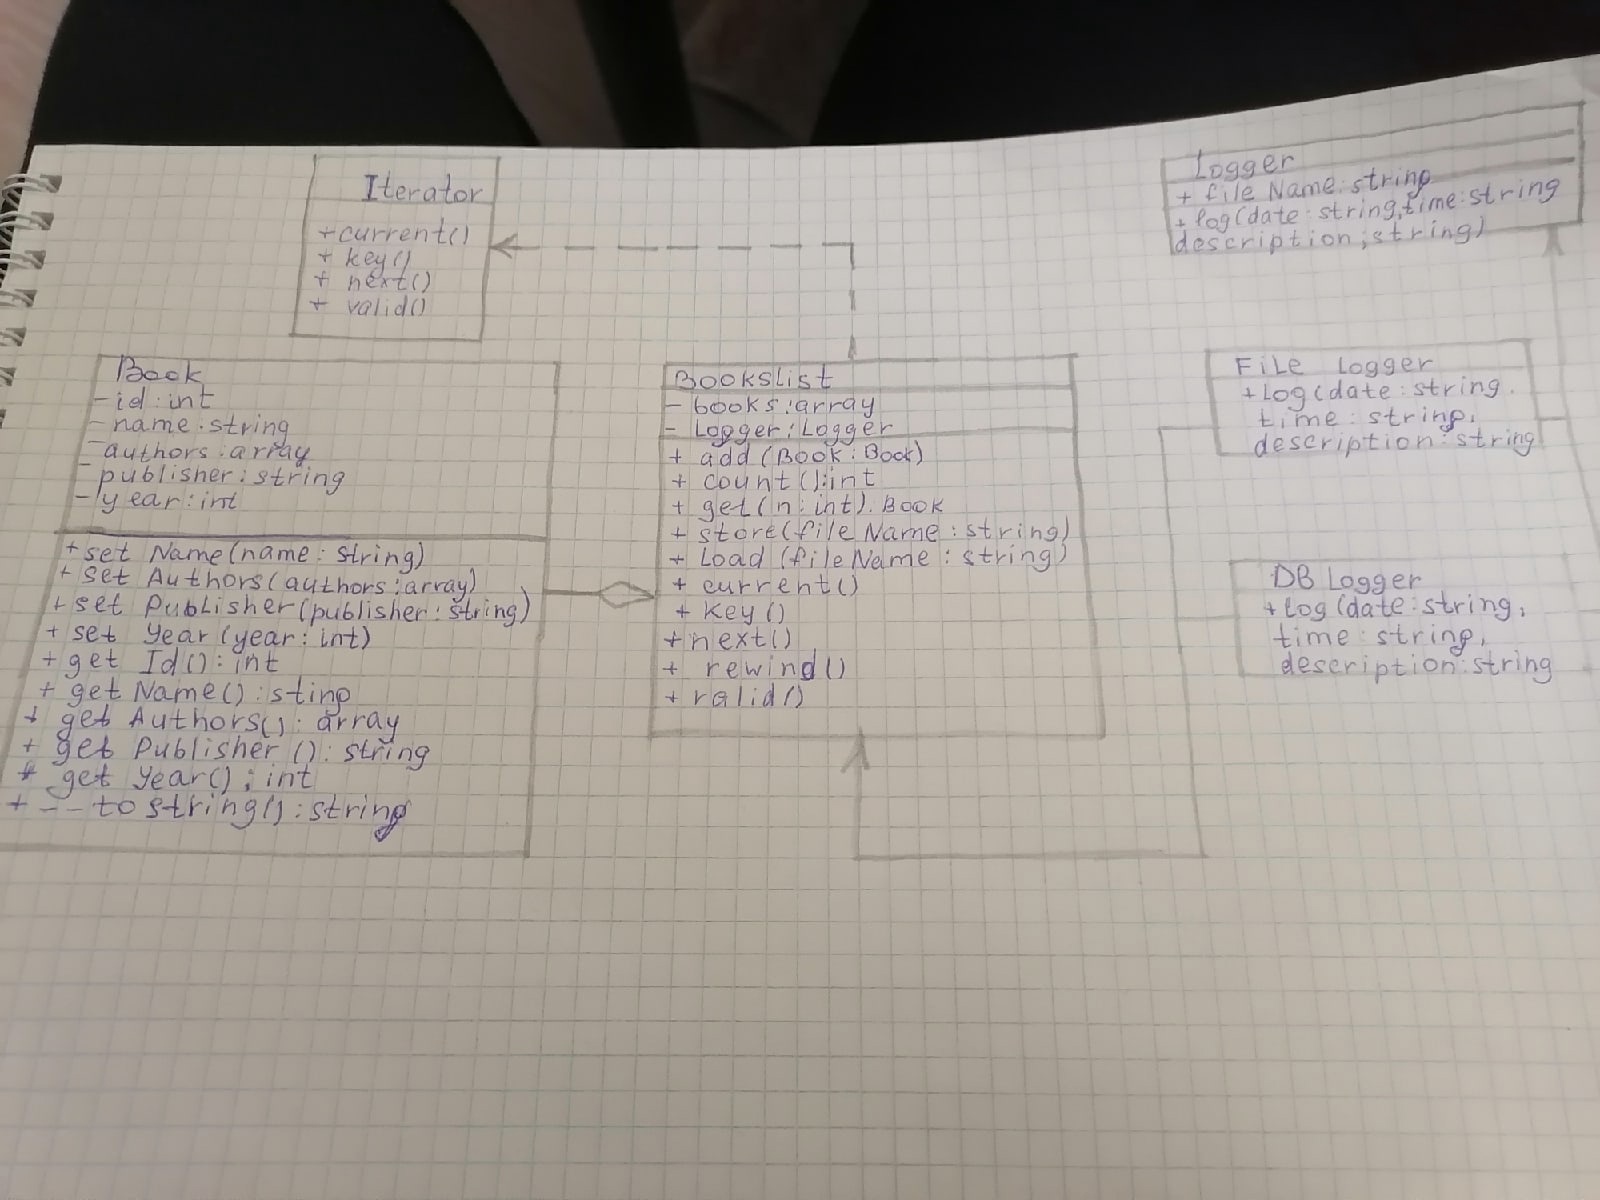 Iterator
+current()
+ key()
+ next()
+ valid()
Logger
+ file Name:string
+ log(date:string,time:string
description;string)
Book
-id:int
-name:string
-authors:array
-publisher:string
-year:int
+set Name(name:string)
+set Authors(authors:array)
+set Publisher(publisher:string)
+ set Year(year:int)
+ get Id():int
+ get Name():sting
+ get Authors():array
+ get Publisher():string
+ get Year();int
+ -- to string():string
Bookslist
- books:array
- Logger:Logger
+ add(Book:Book)
+ count():int
+ get(n:int).Book
+ store(file Name:string)
+ Load(fileName:string)
+ current()
+ Key()
+next()
+ rewind()
+ valid()
File Logger
+Log(date:string.
time:string,
description:string
DB Logger
+log(date:string,
time:string,
description:string